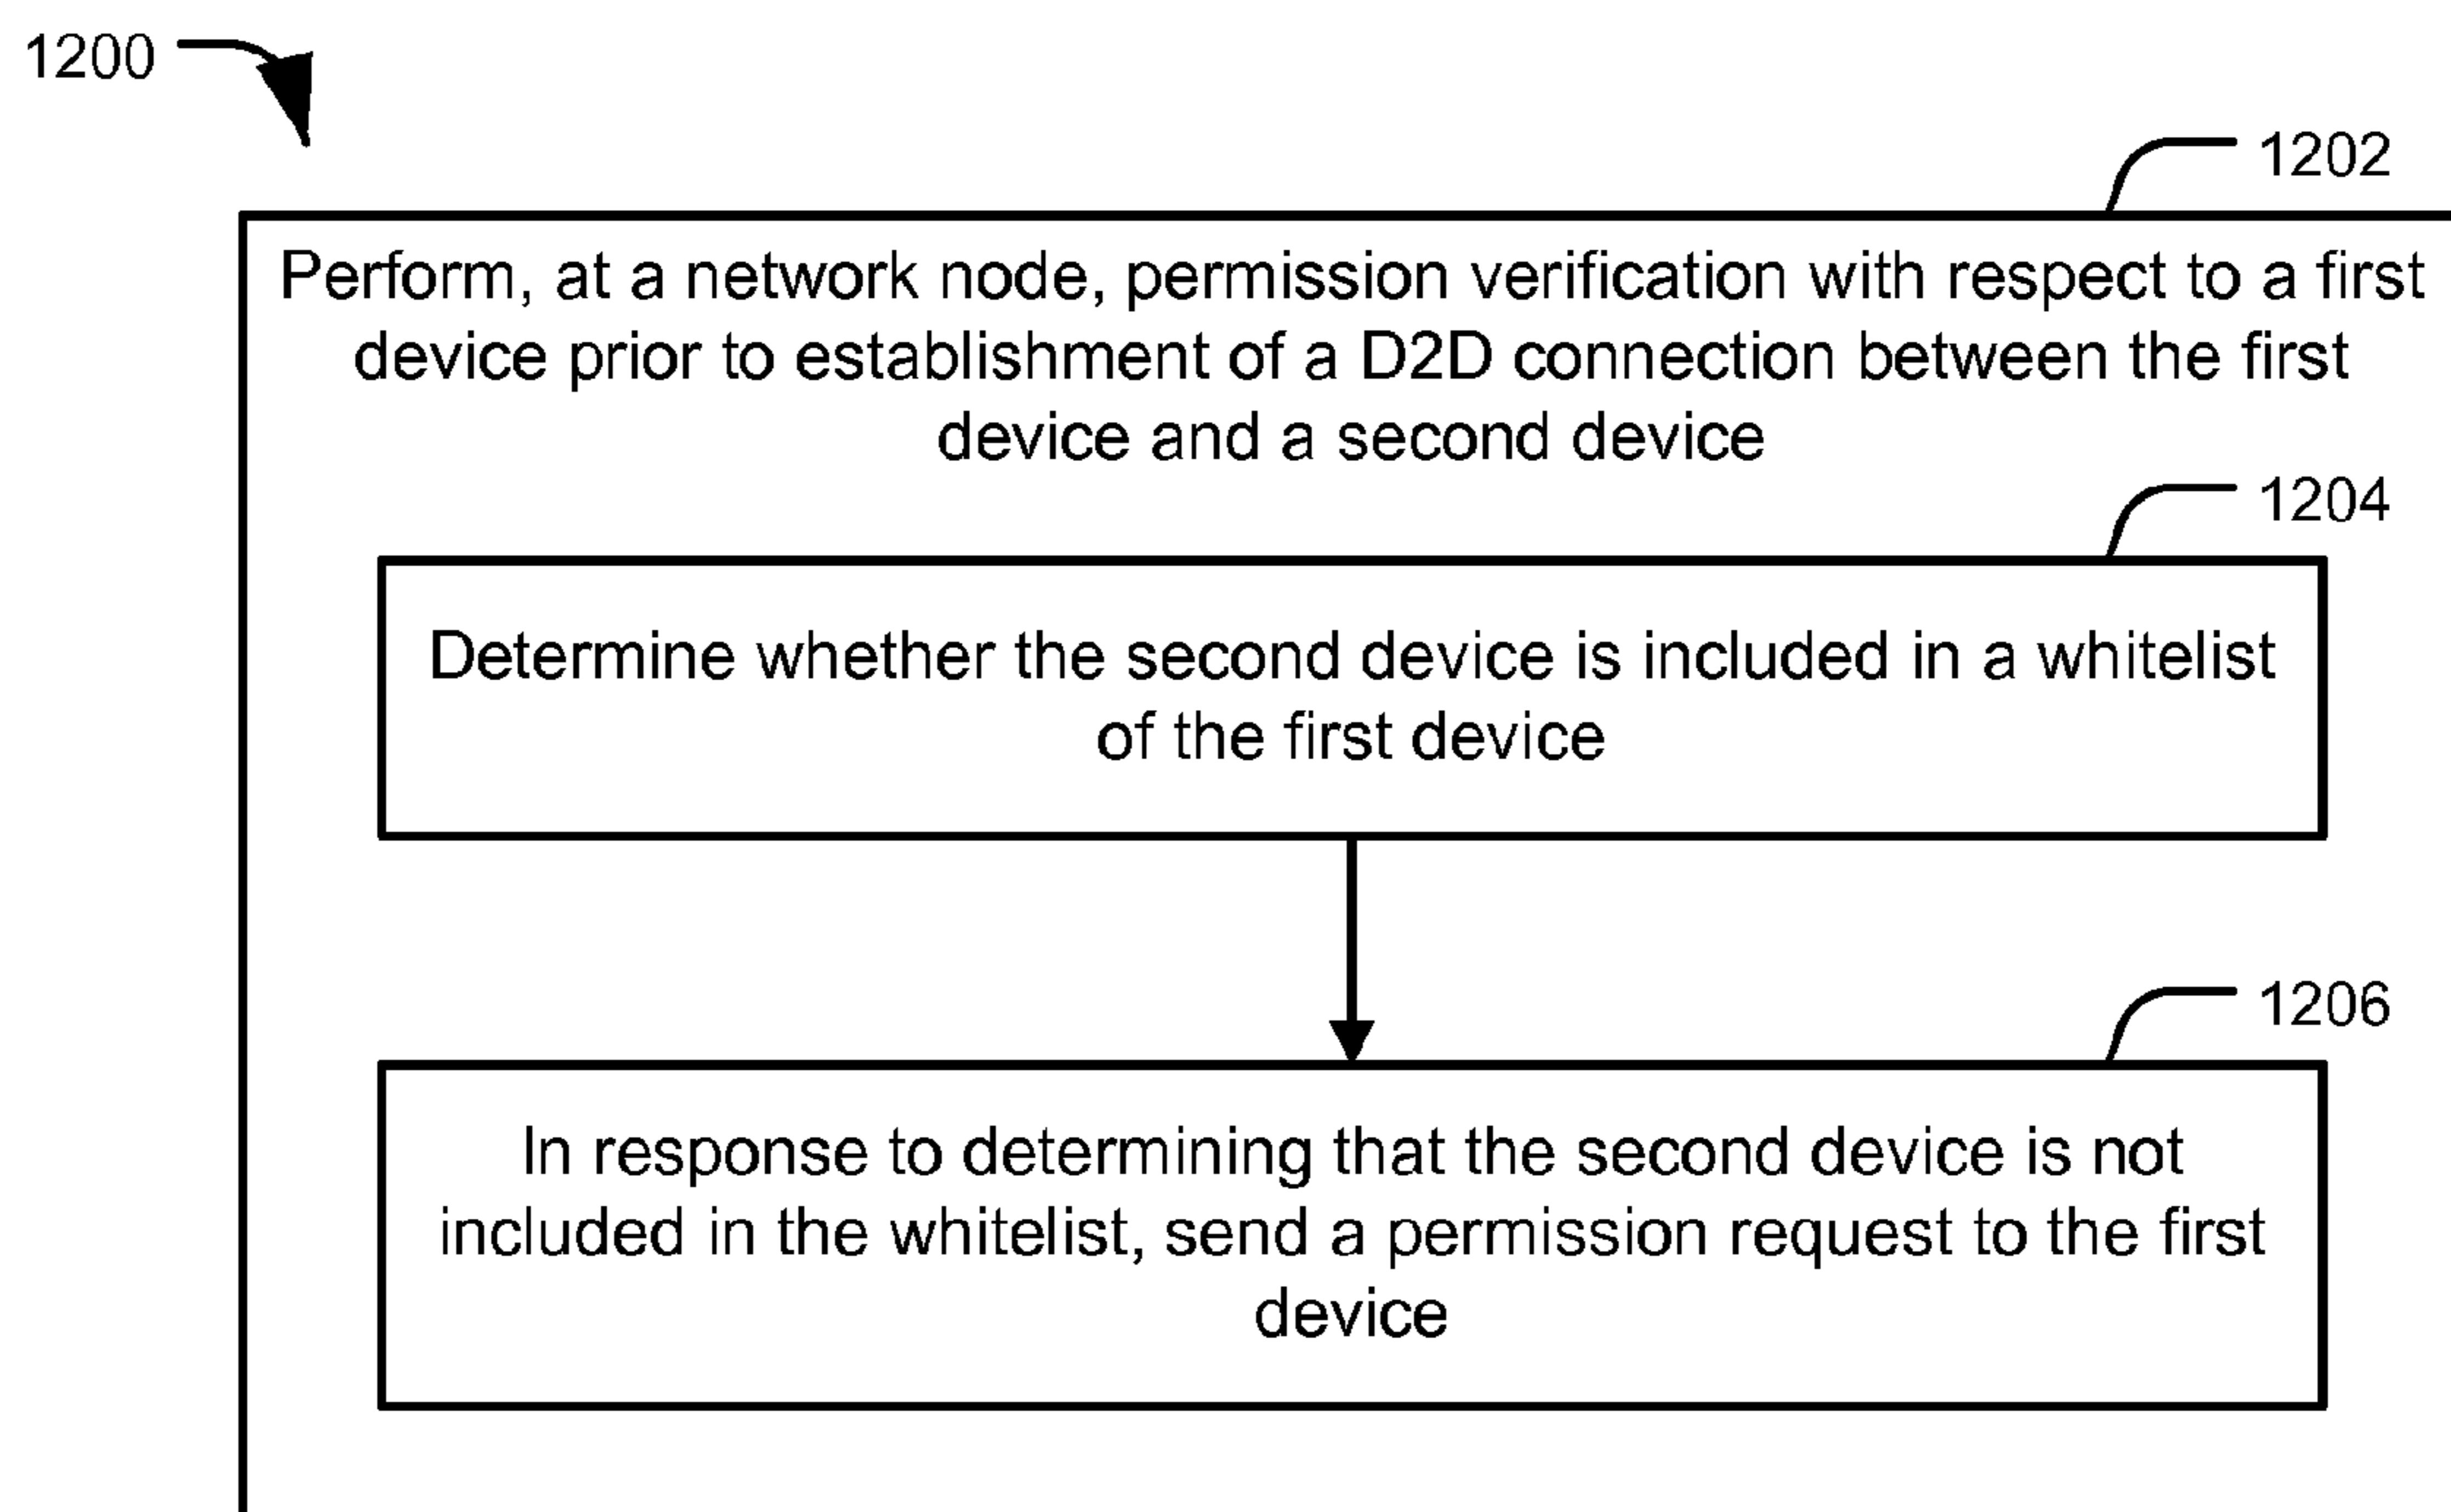 1200
1202
Perform, at a network node, permission verification with respect to a first
device prior to establishment of a D2D connection between the first
device and a second device
1204
Determine whether the second device is included in a whitelist
of the first device
1206
In response to determining that the second device is not
included in the whitelist, send a permission request to the first
device